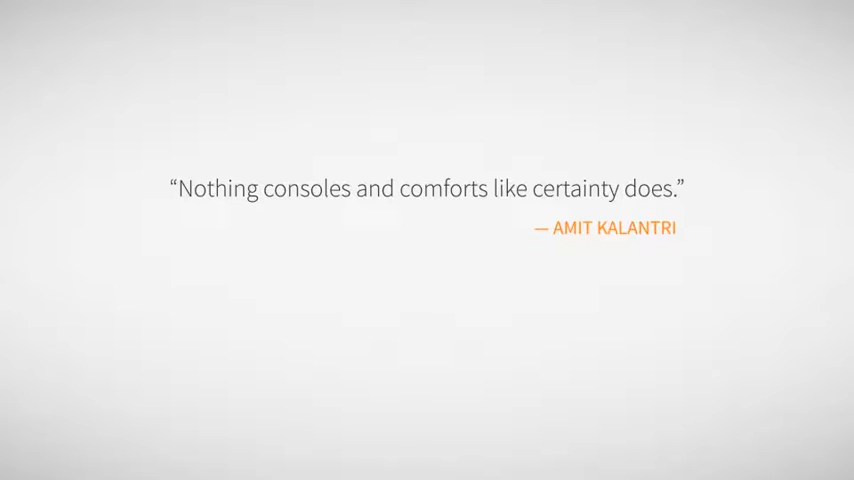 “Nothing consoles and comforts like certainty does.”
— AMIT KALANTRI